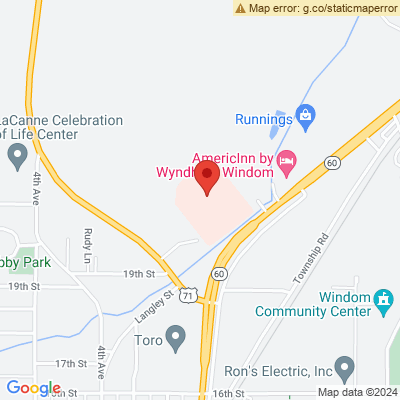 Map error: g.co/staticmaperror
LaCanne Celebration
of Life Center
Runnings
AmericInn by
Wyndham Windom
60
4th Ave
Rudy Ln
Township Rd
bby Park
19th St
19th St
Langley St
71
60
Windom
Community Center
Toro
17th St
4th Ave
Ron's Electric, Inc
16th St
Google
Map data ©2024